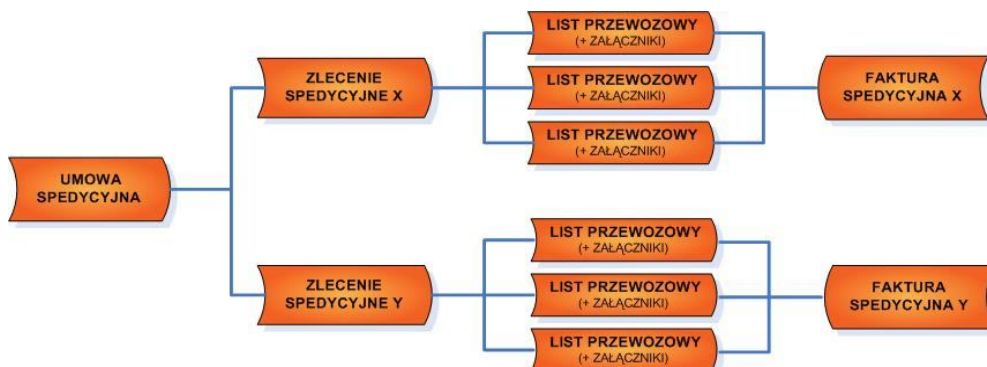 UMOWA
SPEDYCYJNA
ZLECENIE
SPEDYCYJNE X
LIST PRZEWOZOWY
(+ ZAŁĄCZNIKI)
LIST PRZEWOZOWY
(+ ZAŁĄCZNIKI)
LIST PRZEWOZOWY
(+ ZAŁĄCZNIKI)
FAKTURA
SPEDYCYJNA X
ZLECENIE
SPEDYCYJNE Y
LIST PRZEWOZOWY
(+ ZAŁĄCZNIKI)
LIST PRZEWOZOWY
(+ ZAŁĄCZNIKI)
LIST PRZEWOZOWY
(+ ZAŁĄCZNIKI)
FAKTURA
SPEDYCYJNA Y